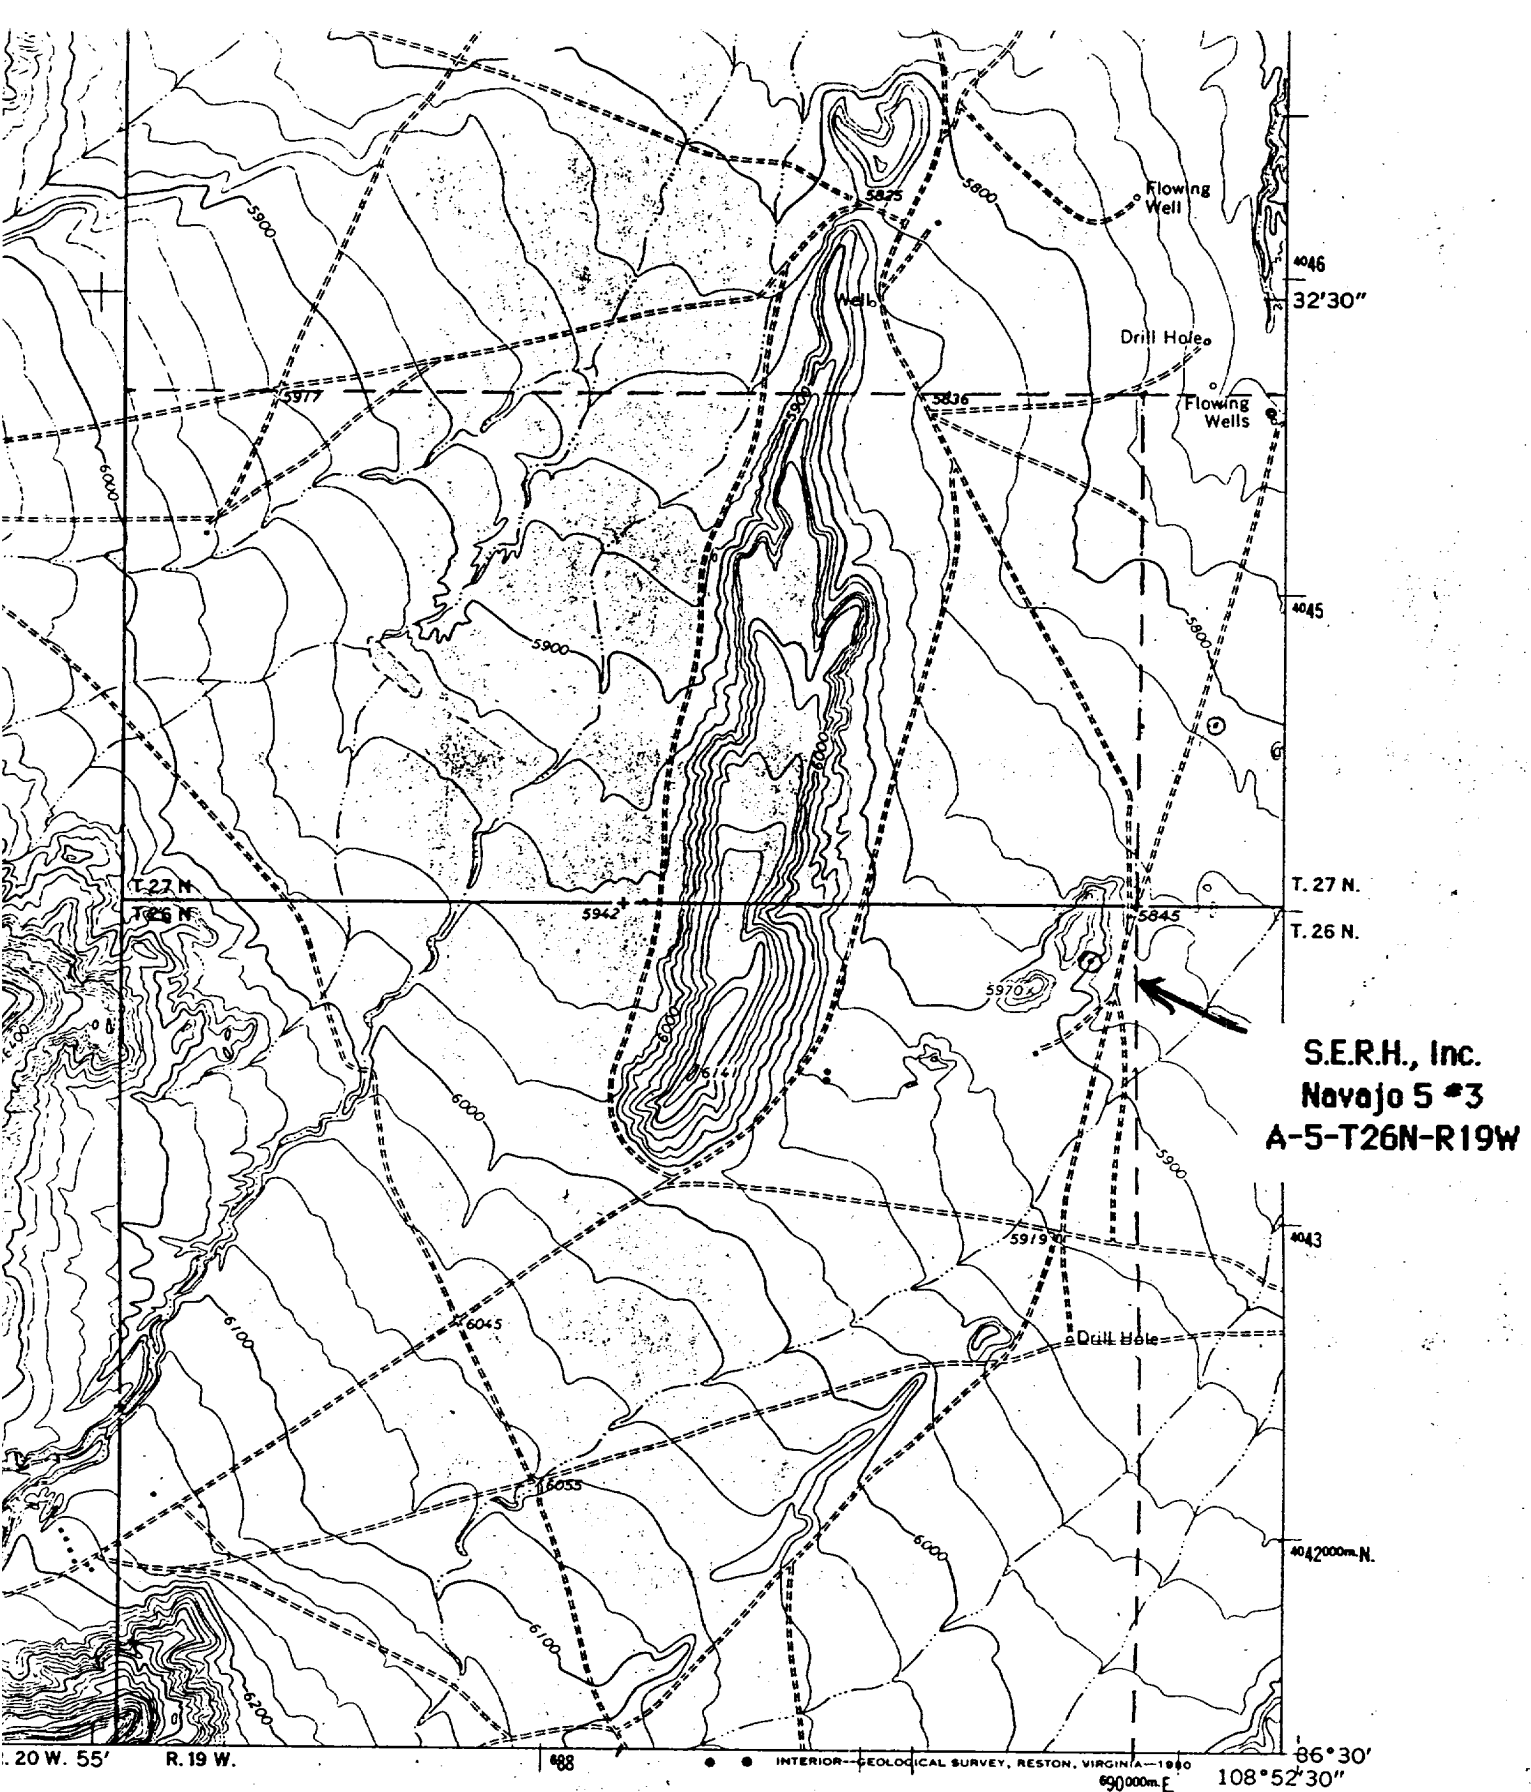 5900
5825
5800
Flowing
Well
4046
32'30"
Well
Drill Hole
5977
5900
5836
Flowing
Wells
6000
4045
5900
5800
6000
T. 27 N.
T. 27 N.
T. 26 N.
5942
5845
T. 26 N.
5970
6000
6400
S.E.R.H., Inc.
Navajo 5 #3
A-5-T26N-R19W
6141
6000
5900
5919
4043
6100
6045
Drill Hole
6055
6000
4042000m.N.
6100
6200
. 20 W. 55'
R. 19 W.
688
INTERIOR—GEOLOGICAL SURVEY, RESTON, VIRGINIA—1980
690000m.E
36°30'
108°52'30"